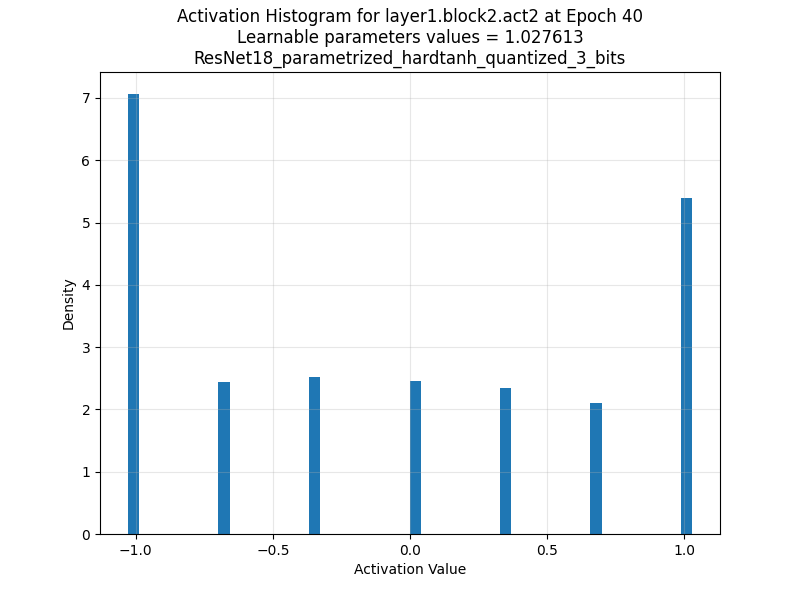 Activation Histogram for layer1.block2.act2 at Epoch 40
Learnable parameters values = 1.027613
ResNet18_parametrized_hardtanh_quantized_3_bits
7
6
5
4
3
2
1
0
Density
−1.0 −0.5 0.0 0.5 1.0
Activation Value